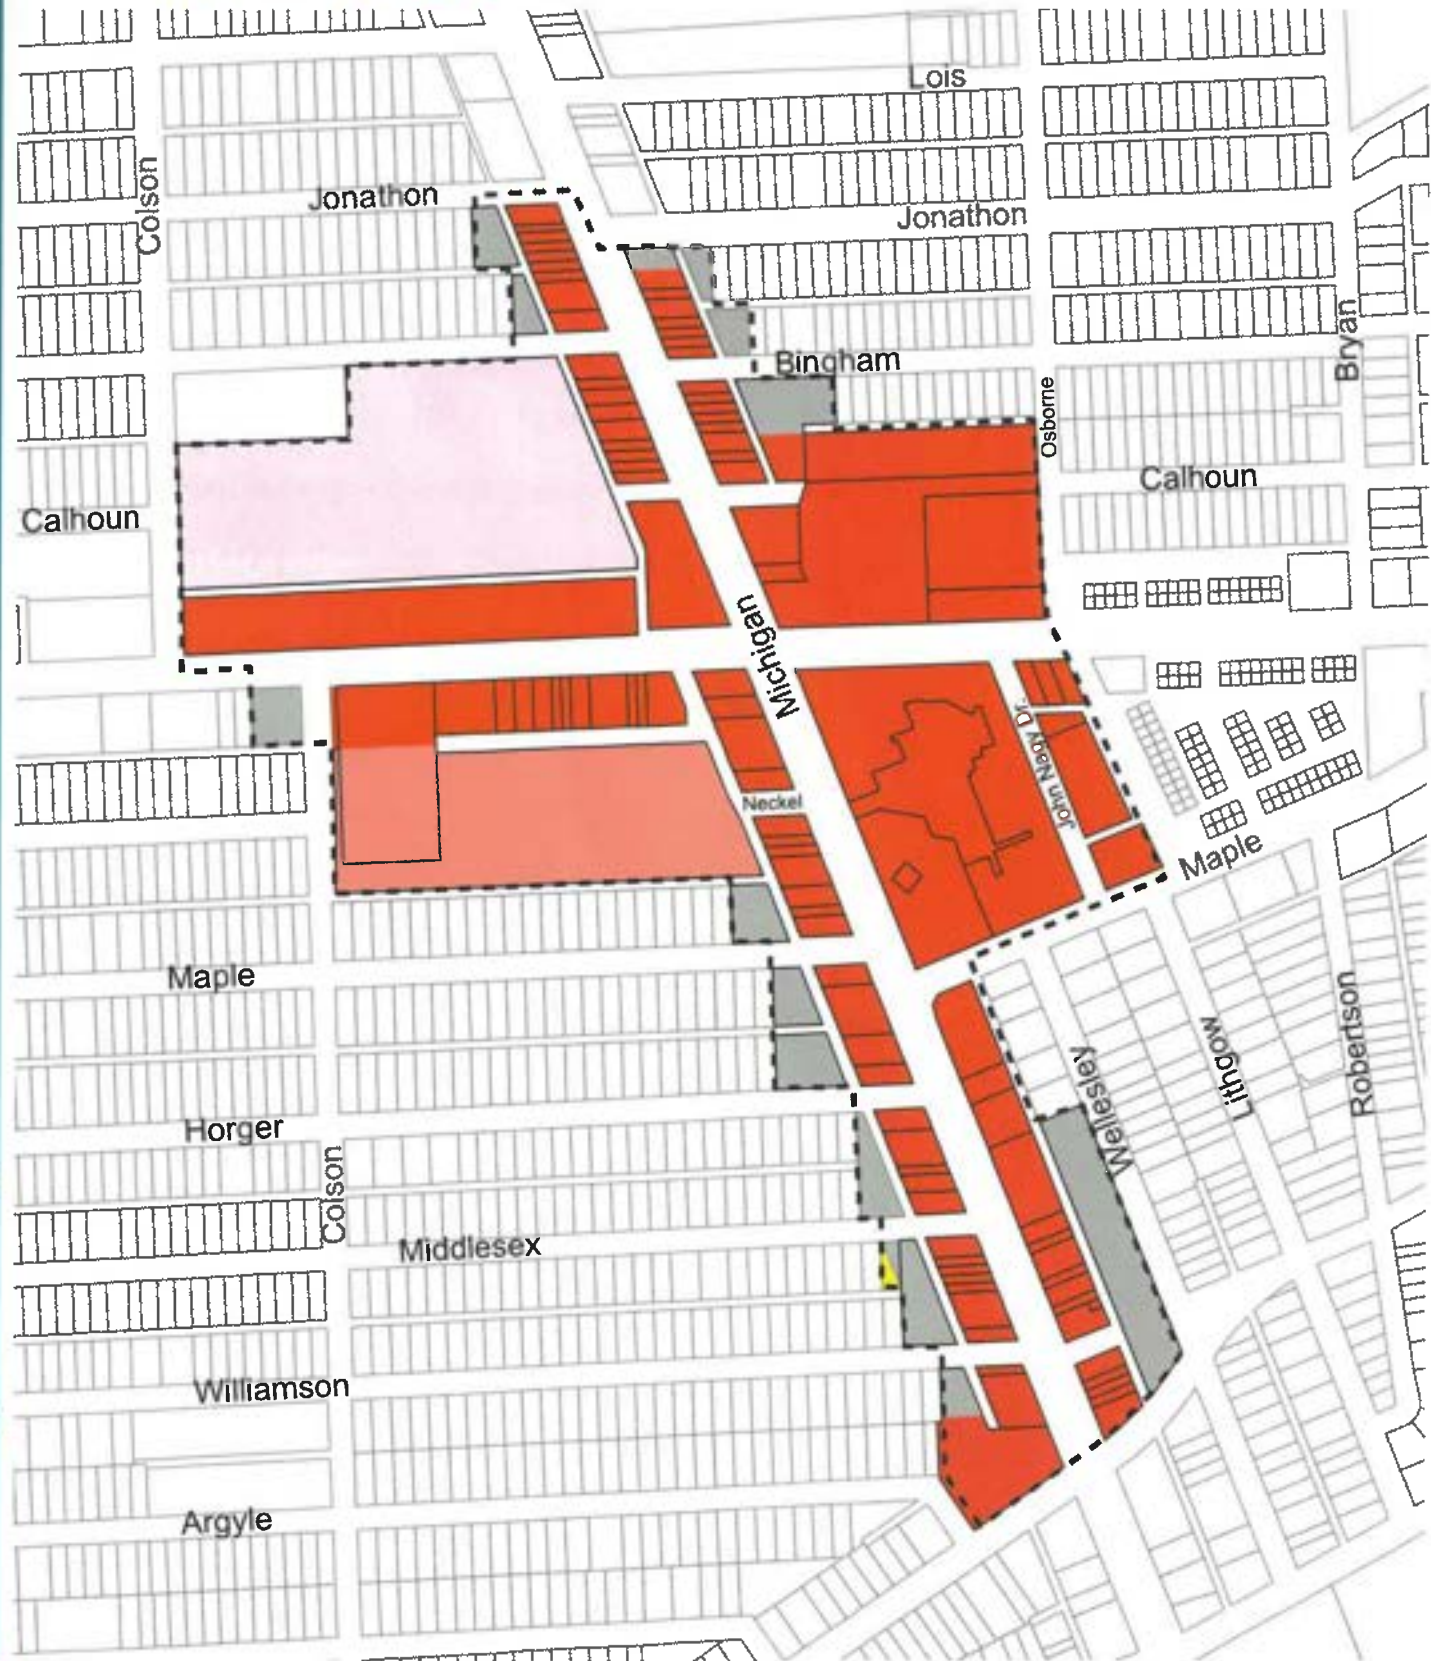 Lois
Colson
Jonathon
Jonathon
Bryan
Bingham
Osborne
Calhoun
Calhoun
Michigan
John Nagy Dr.
Neckel
Maple
Maple
Robertson
Lithgow
Wellesley
Horger
Colson
Middlesex
Williamson
Argyle